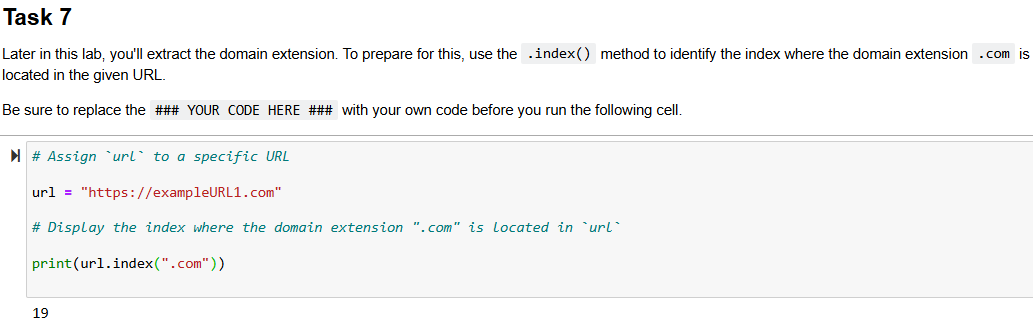 Task 7
Later in this lab, you'll extract the domain extension. To prepare for this, use the .index() method to identify the index where the domain extension .com is
located in the given URL.
Be sure to replace the ### YOUR CODE HERE ### with your own code before you run the following cell.
# Assign `url` to a specific URL
url = "https://exampleURL1.com"
# Display the index where the domain extension ".com" is located in `url`
print(url.index(".com"))
19